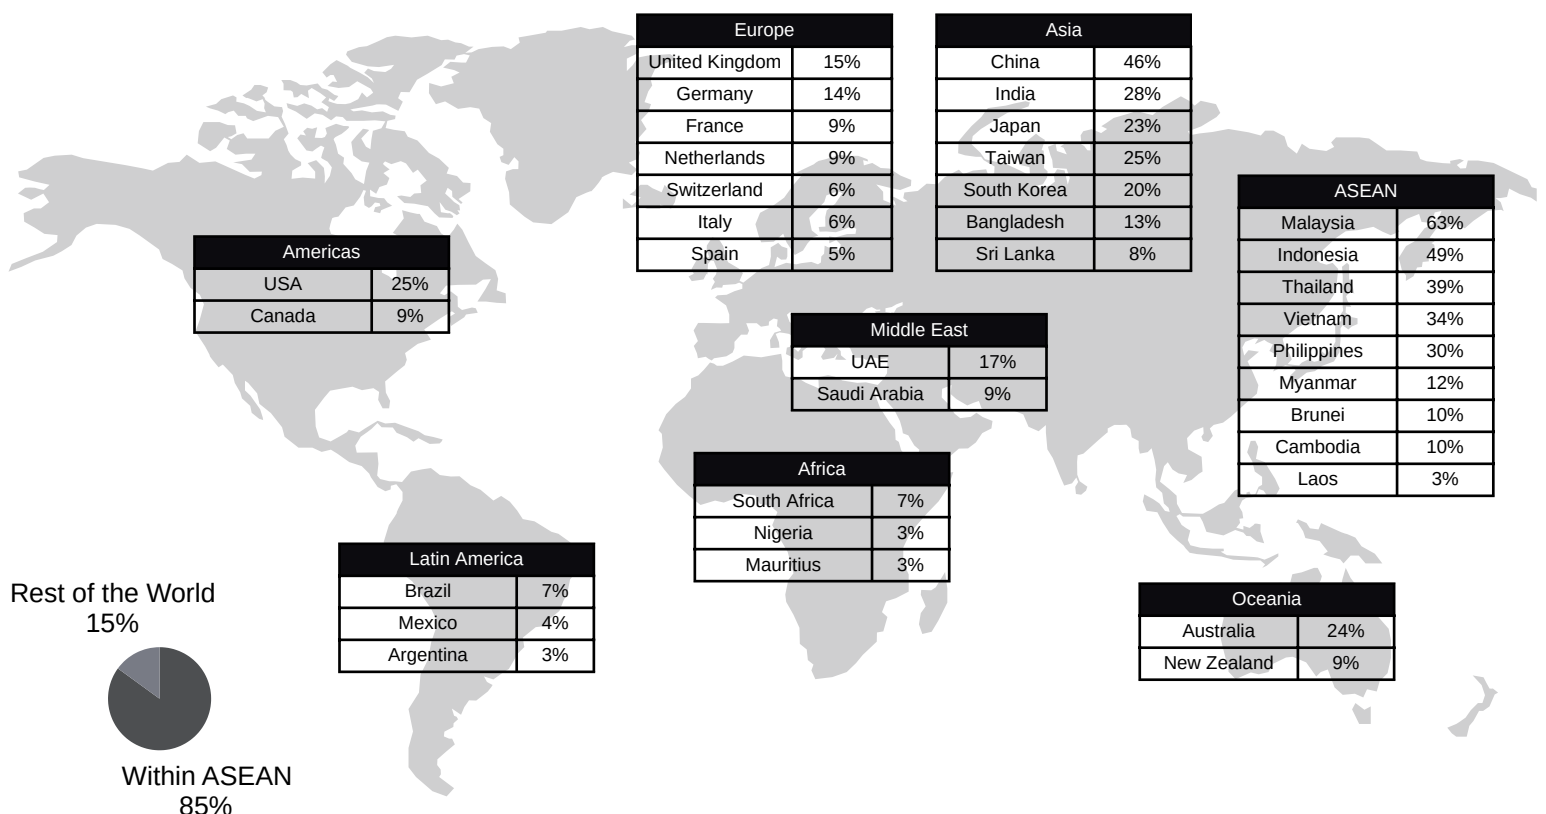 Europe
United Kingdom 15%
Germany 14%
France 9%
Netherlands 9%
Switzerland 6%
Italy 6%
Spain 5%
Asia
China 46%
India 28%
Japan 23%
Taiwan 25%
South Korea 20%
Bangladesh 13%
Sri Lanka 8%
ASEAN
Malaysia 63%
Indonesia 49%
Thailand 39%
Vietnam 34%
Philippines 30%
Myanmar 12%
Brunei 10%
Cambodia 10%
Laos 3%
Americas
USA 25%
Canada 9%
Middle East
UAE 17%
Saudi Arabia 9%
Africa
South Africa 7%
Nigeria 3%
Mauritius 3%
Latin America
Brazil 7%
Mexico 4%
Argentina 3%
Oceania
Australia 24%
New Zealand 9%
Rest of the World
15%
Within ASEAN
85%